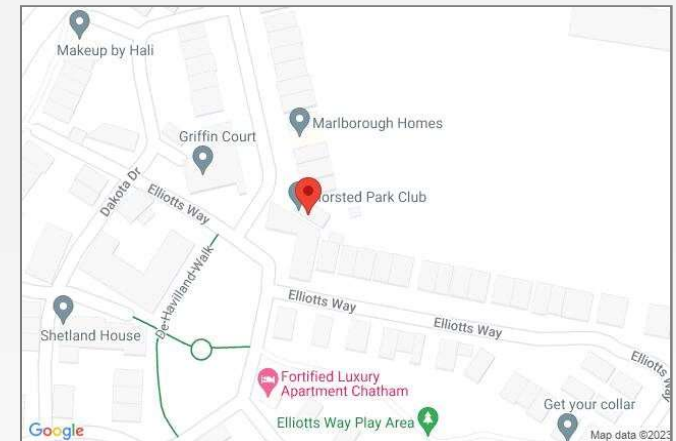 Makeup by Hali
Marlborough Homes
Griffin Court
Dakota Dr
Elliotts Way
orsted Park Club
De Havilland Walk
Elliotts Way
Elliotts Way
Elliotts
Way
Shetland House
Fortified Luxury
Apartment Chatham
Get your collar
Elliotts Way Play Area
Google
Map data ©2023